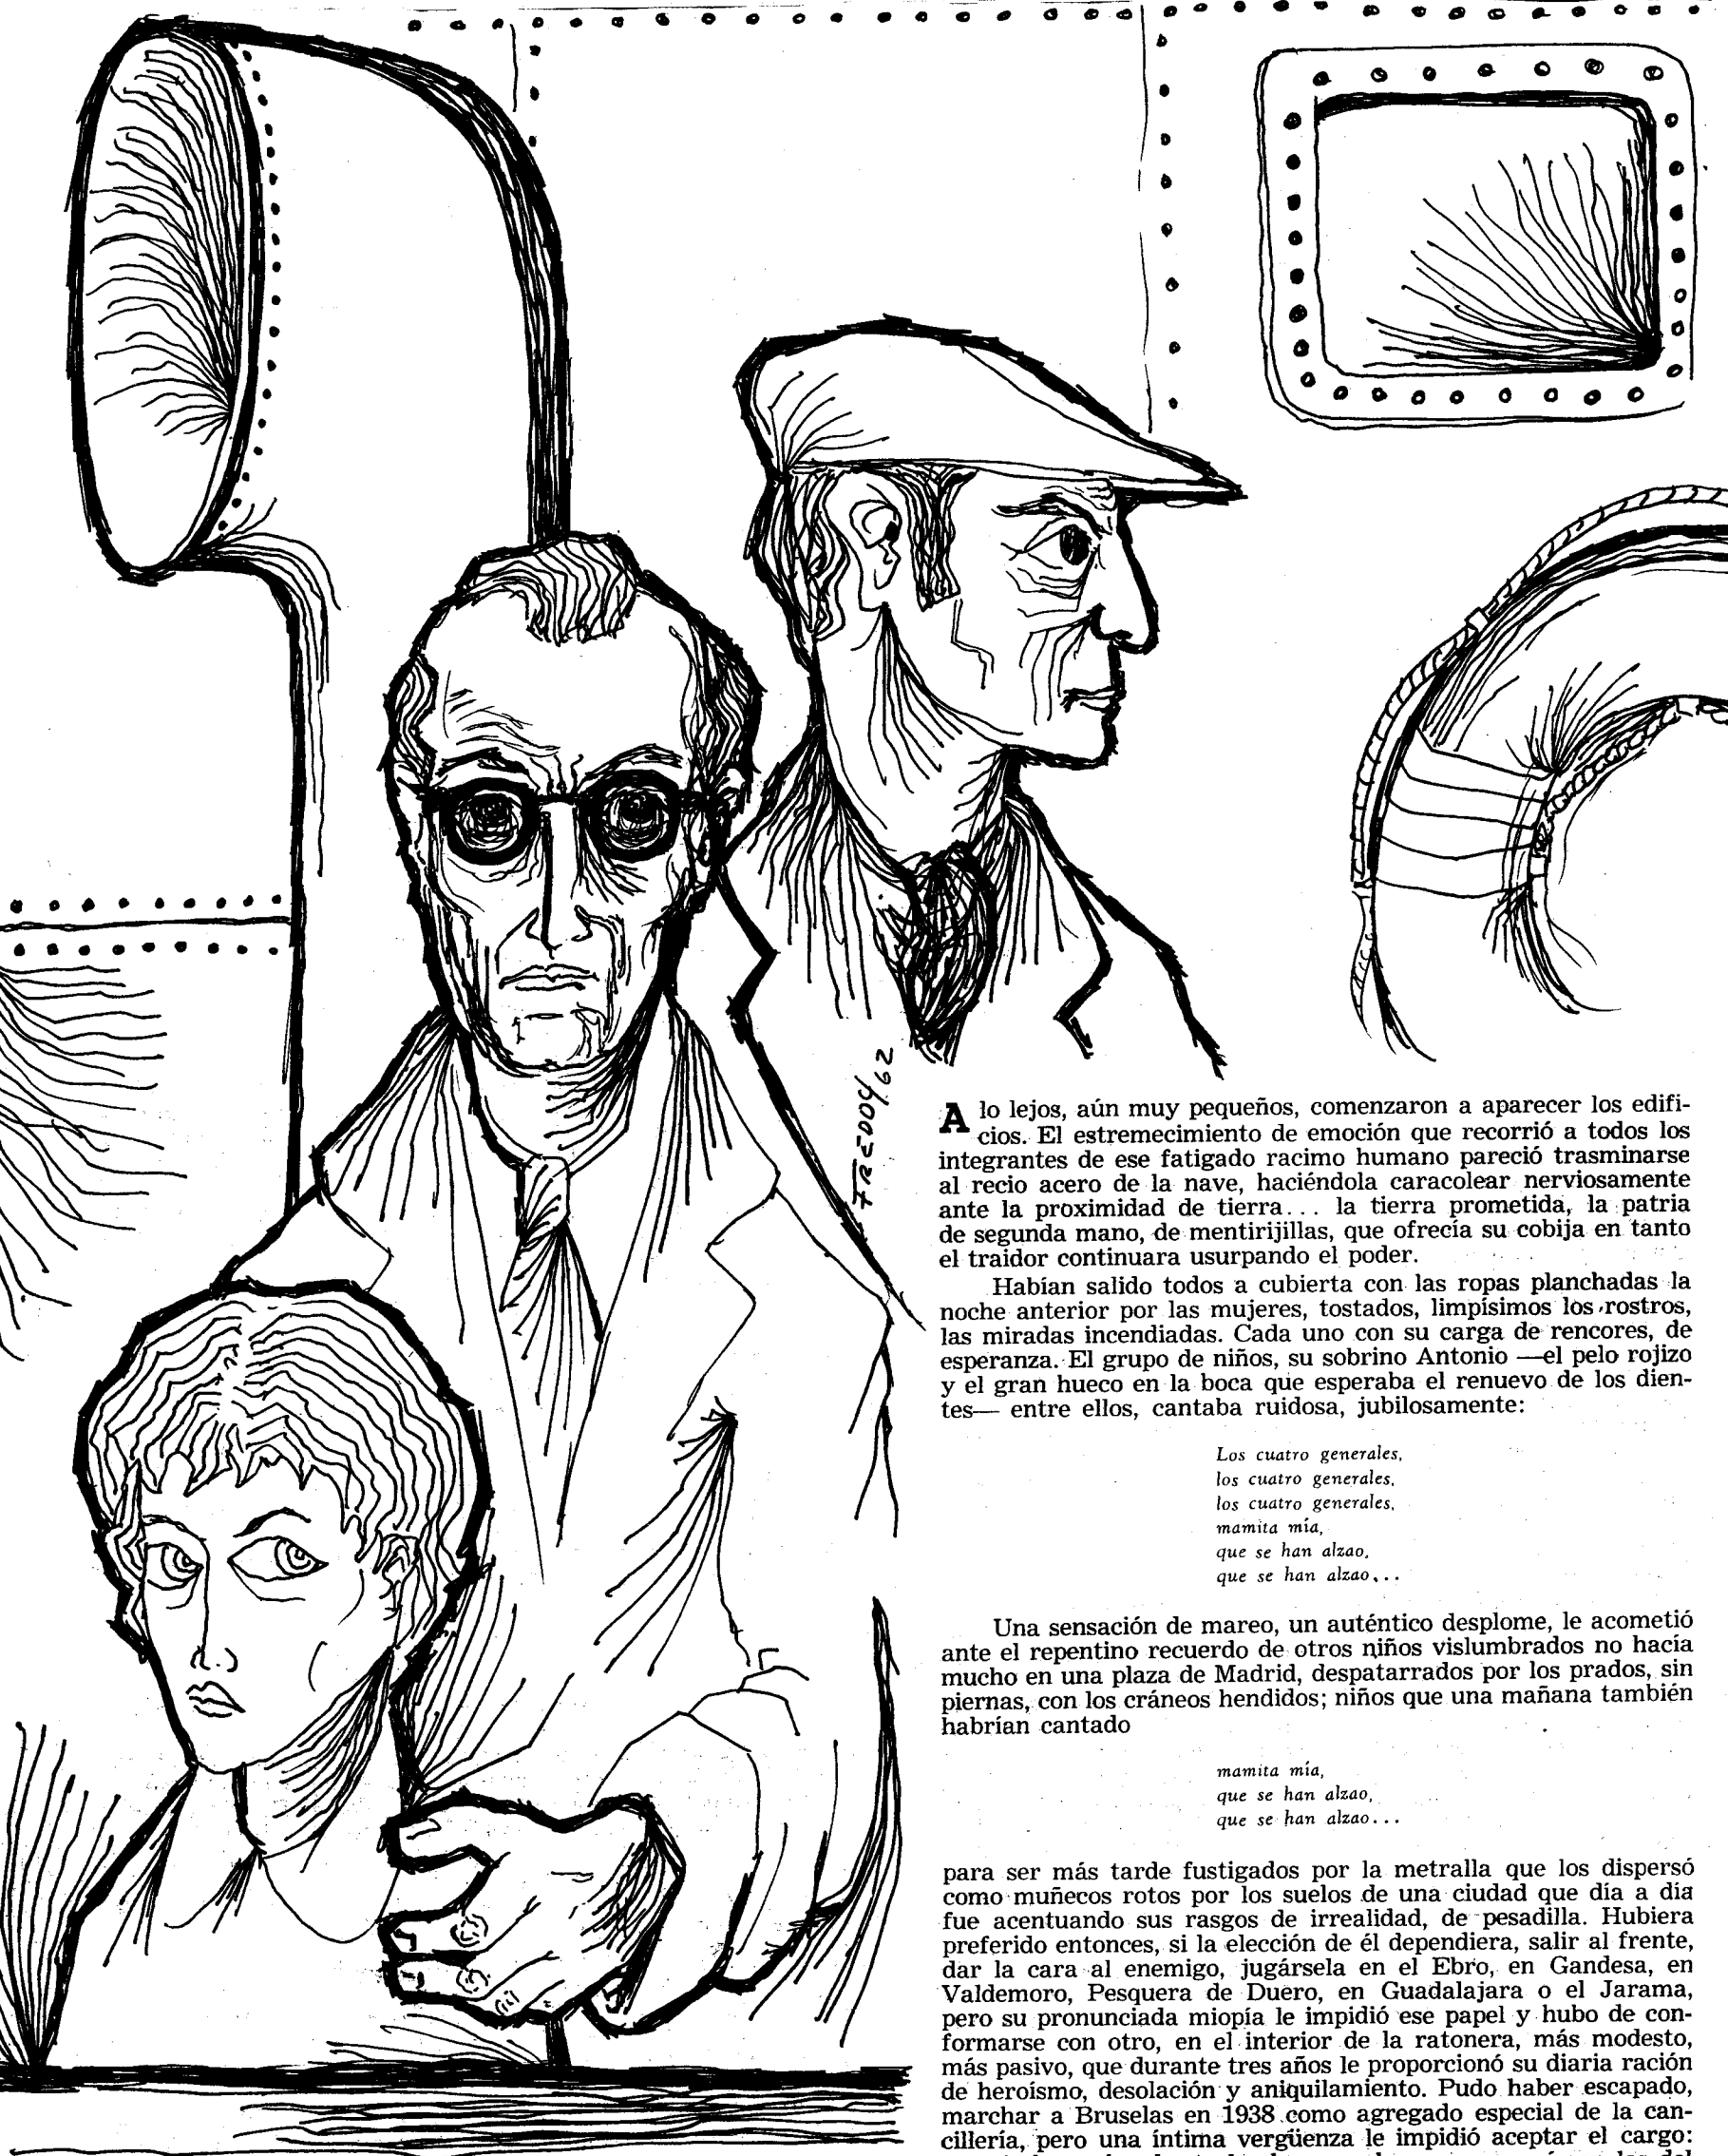 FREDDY/62
A lo lejos, aún muy pequeños, comenzaron a aparecer los edifi-
cios. El estremecimiento de emoción que recorrió a todos los
integrantes de ese fatigado racimo humano pareció trasminarse
al recio acero de la nave, haciéndola caracolear nerviosamente
ante la proximidad de tierra... la tierra prometida, la patria
de segunda mano, de mentirijillas, que ofrecía su cobija en tanto
el traidor continuara usurpando el poder.
Habían salido todos a cubierta con las ropas planchadas la
noche anterior por las mujeres, tostados, limpísimos los rostros,
las miradas incendiadas. Cada uno con su carga de rencores, de
esperanza. El grupo de niños, su sobrino Antonio —el pelo rojizo
y el gran hueco en la boca que esperaba el renuevo de los dien-
tes— entre ellos, cantaba ruidosa, jubilosamente:
Los cuatro generales,
los cuatro generales,
los cuatro generales,
mamita mía,
que se han alzao,
que se han alzao...
Una sensación de mareo, un auténtico desplome, le acometió
ante el repentino recuerdo de otros niños vislumbrados no hacía
mucho en una plaza de Madrid, despatarrados por los prados, sin
piernas, con los cráneos hendidos; niños que una mañana también
habrían cantado
mamita mía,
que se han alzao,
que se han alzao...
para ser más tarde fustigados por la metralla que los dispersó
como muñecos rotos por los suelos de una ciudad que día a día
fue acentuando sus rasgos de irrealidad, de pesadilla. Hubiera
preferido entonces, si la elección de él dependiera, salir al frente,
dar la cara al enemigo, jugársela en el Ebro, en Gandesa, en
Valdemoro, Pesquera de Duero, en Guadalajara o el Jarama,
pero su pronunciada miopía le impidió ese papel y hubo de con-
formarse con otro, en el interior de la ratonera, más modesto,
más pasivo, que durante tres años le proporcionó su diaria ración
de heroísmo, desolación y aniquilamiento. Pudo haber escapado,
marchar a Bruselas en 1938 como agregado especial de la can-
cillería, pero una íntima vergüenza le impidió aceptar el cargo: